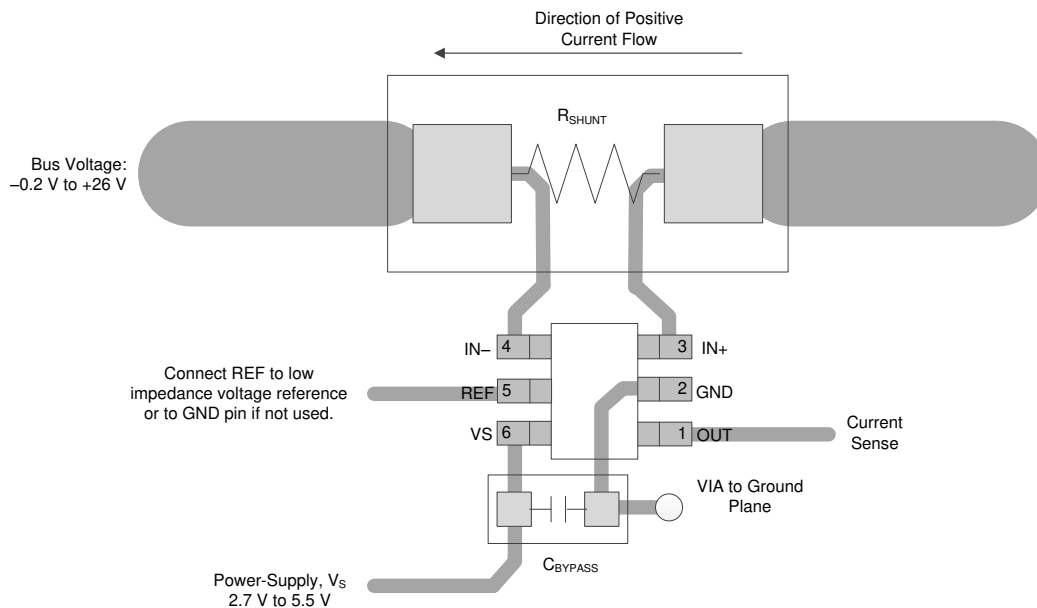 Direction of Positive
Current Flow
RSHUNT
Bus Voltage:
–0.2 V to +26 V
IN–
4
3
IN+
Connect REF to low
impedance voltage reference
or to GND pin if not used.
REF
5
2
GND
VS
6
1
OUT
Current
Sense
VIA to Ground
Plane
CBYPASS
Power-Supply, VS
2.7 V to 5.5 V